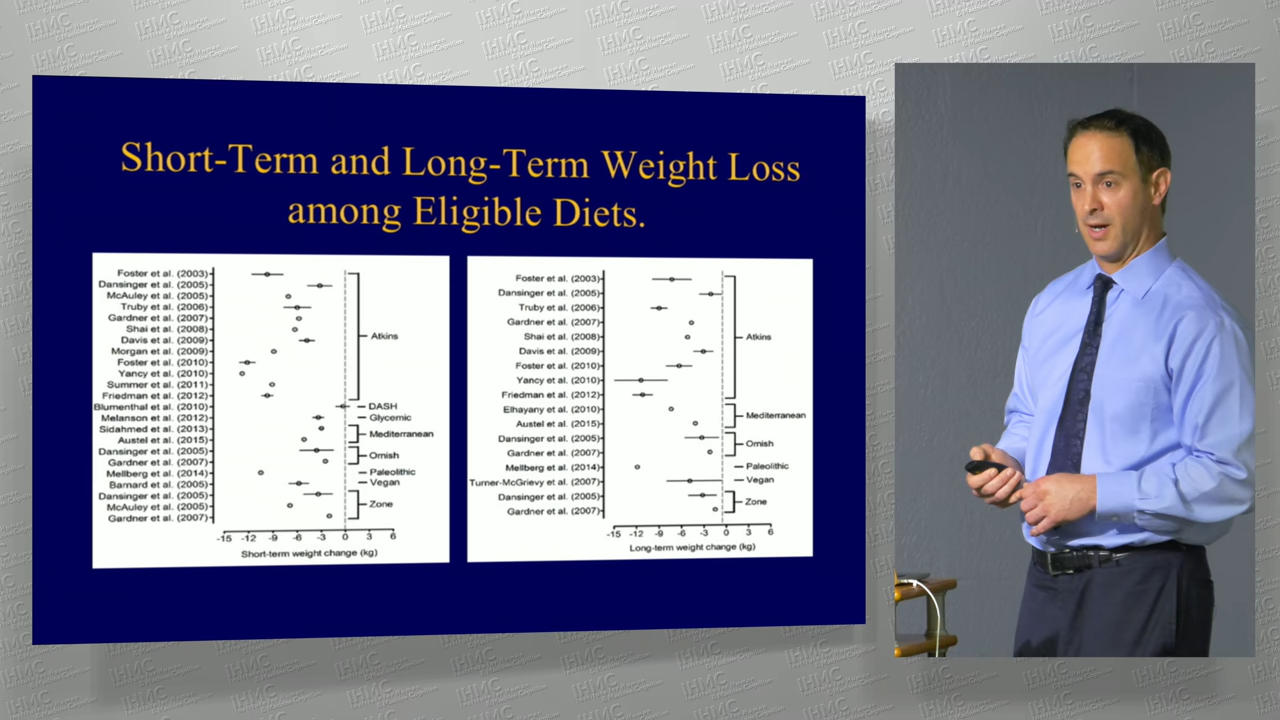 Short-Term and Long-Term Weight Loss
among Eligible Diets.
Foster et al. (2003)
Dansinger et al. (2005)
McAuley et al. (2005)
Truby et al. (2006)
Gardner et al. (2007)
Shai et al. (2008)
Davis et al. (2009)
Morgan et al. (2009)
Foster et al. (2010)
Yancy et al. (2010)
Summer et al. (2011)
Friedman et al. (2012)
Blumenthal et al. (2010)
Melanson et al. (2012)
Sidahmed et al. (2013)
Austel et al. (2015)
Dansinger et al. (2005)
Gardner et al. (2007)
Mellberg et al. (2014)
Barnard et al. (2005)
Dansinger et al. (2005)
McAuley et al. (2005)
Gardner et al. (2007)
Atkins
DASH
Glycemic
Mediterranean
Ornish
Paleolithic
Vegan
Zone
-15 -12 -9 -6 -3 0 3 6
Short-term weight change (kg)
Foster et al. (2003)
Dansinger et al. (2005)
Truby et al. (2006)
Gardner et al. (2007)
Shai et al. (2008)
Davis et al. (2009)
Foster et al. (2010)
Yancy et al. (2010)
Friedman et al. (2012)
Elhayany et al. (2010)
Austel et al. (2015)
Dansinger et al. (2005)
Gardner et al. (2007)
Mellberg et al. (2014)
Turner-McGrievy et al. (2007)
Dansinger et al. (2005)
Gardner et al. (2007)
Atkins
Mediterranean
Ornish
Paleolithic
Vegan
Zone
-15 -12 -9 -6 -3 0 3 6
Long-term weight change (kg)